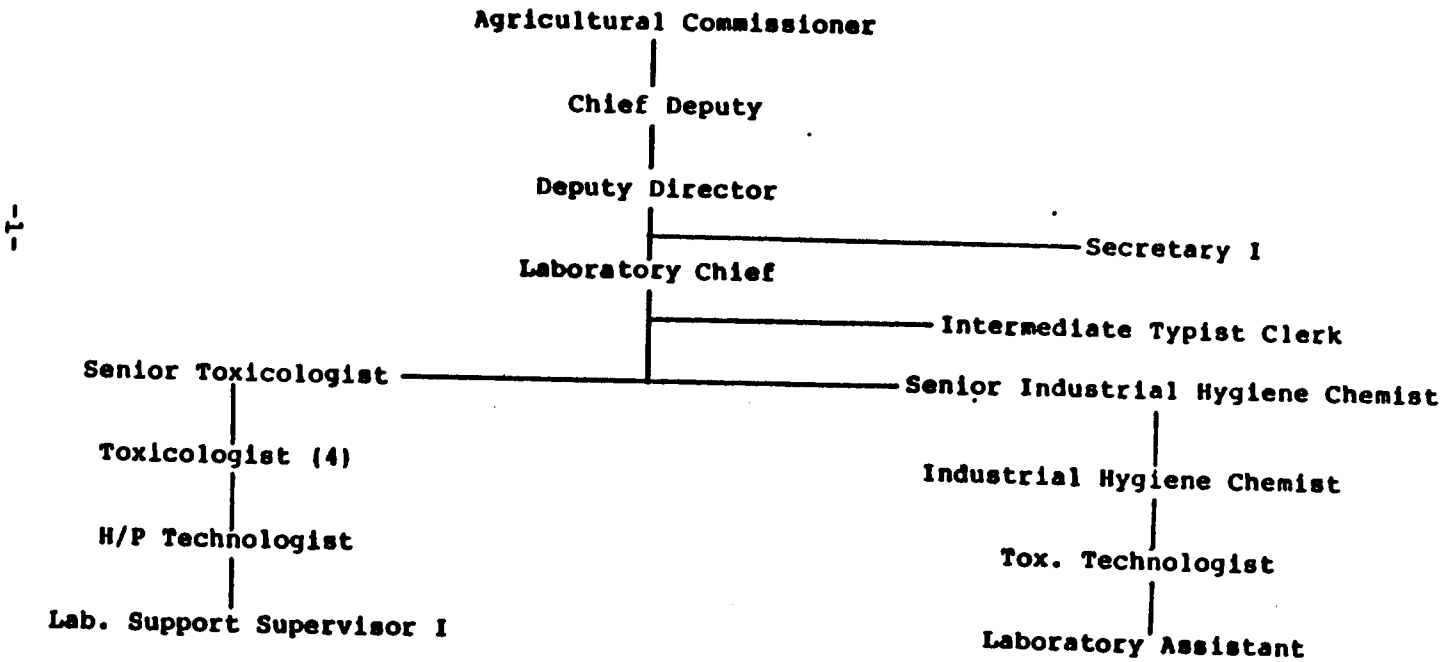 Agricultural Commissioner
Chief Deputy
Deputy Director
-1-
Secretary I
Laboratory Chief
Intermediate Typist Clerk
Senior Toxicologist
Senior Industrial Hygiene Chemist
Toxicologist (4)
Industrial Hygiene Chemist
H/P Technologist
Tox. Technologist
Lab. Support Supervisor I
Laboratory Assistant